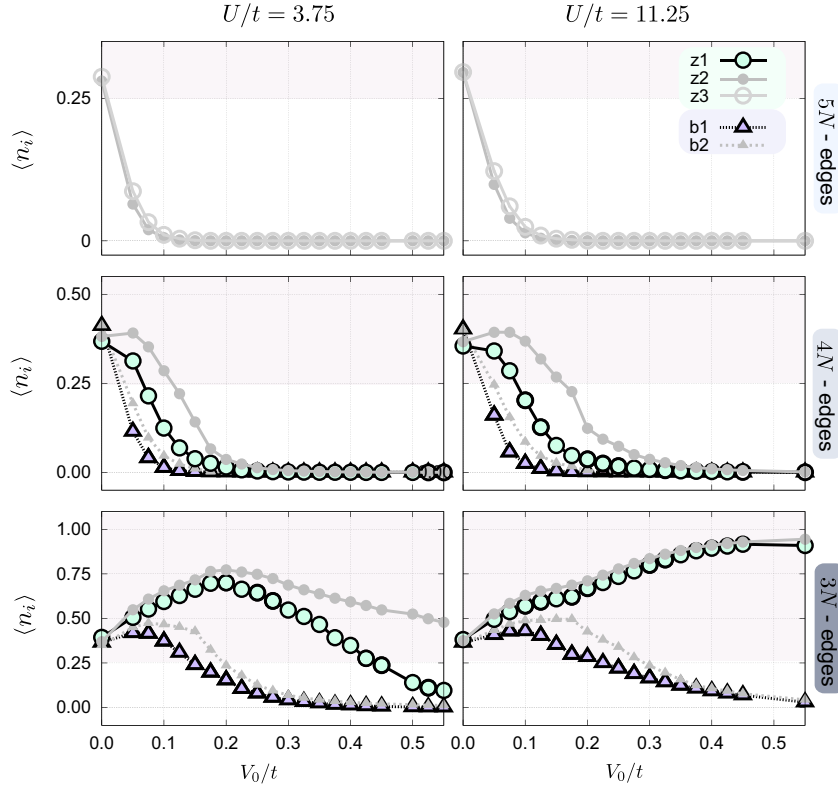 U/t = 3.75
U/t = 11.25
0.25
0
⟨n_i⟩
z1
z2
z3
b1
b2
5N - edges
0.50
0.25
0.00
⟨n_i⟩
4N - edges
1.00
0.75
0.50
0.25
0.00
⟨n_i⟩
3N - edges
0.0 0.1 0.2 0.3 0.4 0.5
0.0 0.1 0.2 0.3 0.4 0.5
V_0/t
V_0/t